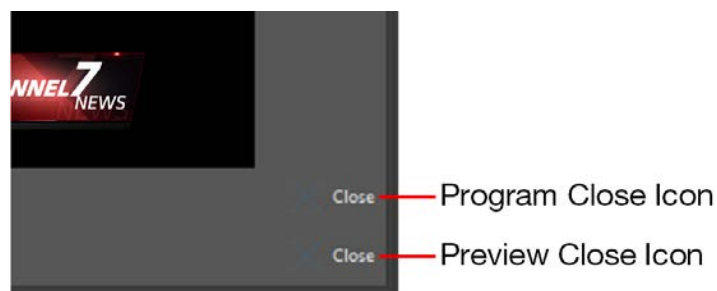 NNEL 7
NEWS
Close
Program Close Icon
Close
Preview Close Icon